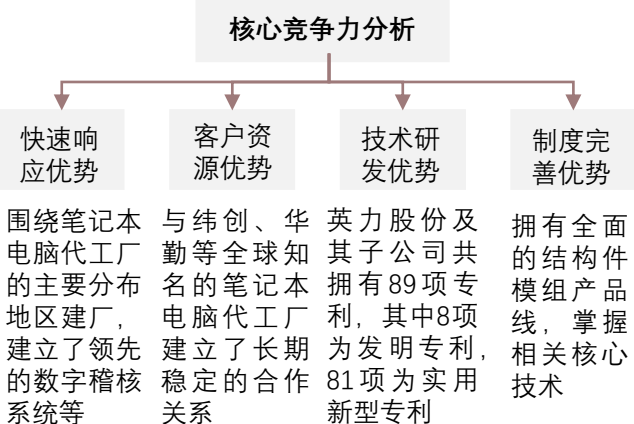 核心竞争力分析
快速响
应优势
客户资
源优势
技术研
发优势
制度完
善优势
围绕笔记本
电脑代工厂
的主要分布
地区建厂，
建立了领先
的数字稽核
系统等
与纬创、华
勤等全球知
名的笔记本
电脑代工厂
建立了长期
稳定的合作
关系
英力股份及
其子公司共
拥有89项专
利，其中8项
为发明专利，
81项为实用
新型专利
拥有全面
的结构件
模组产品
线，掌握
相关核心
技术